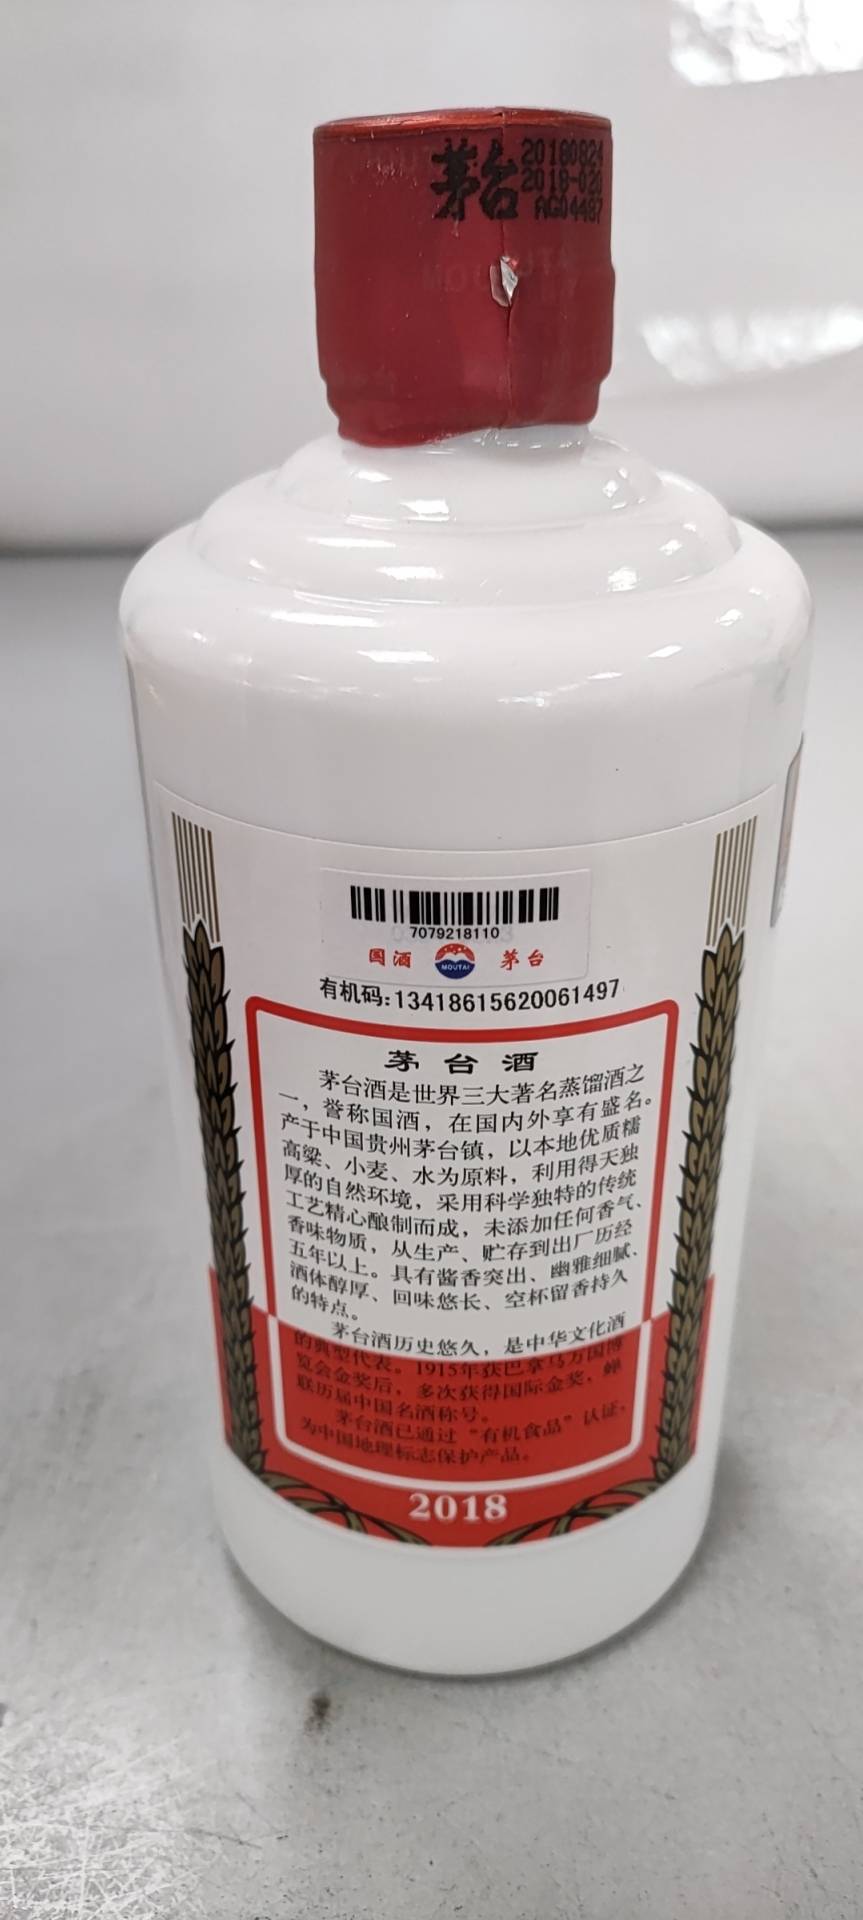 茅台
20180824
2018-020
AG04487
7079218110
国酒 MOUTAI 茅台
有机码:13418615620061497
茅台酒
茅台酒是世界三大著名蒸馏酒之
一，誉称国酒，在国内外享有盛名。
产于中国贵州茅台镇，以本地优质糯
高粱、小麦、水为原料，利用得天独
厚的自然环境，采用科学独特的传统
工艺精心酿制而成，未添加任何香气、
香味物质，从生产、贮存到出厂历经
五年以上。具有酱香突出、幽雅细腻、
酒体醇厚、回味悠长、空杯留香持久
的特点。
茅台酒历史悠久，是中华文化酒
的典型代表。1915年获巴拿马万国博
览会金奖后，多次获得国际金奖，蝉
联历届中国名酒称号。
茅台酒已通过“有机食品”认证，
为中国地理标志保护产品。
2018